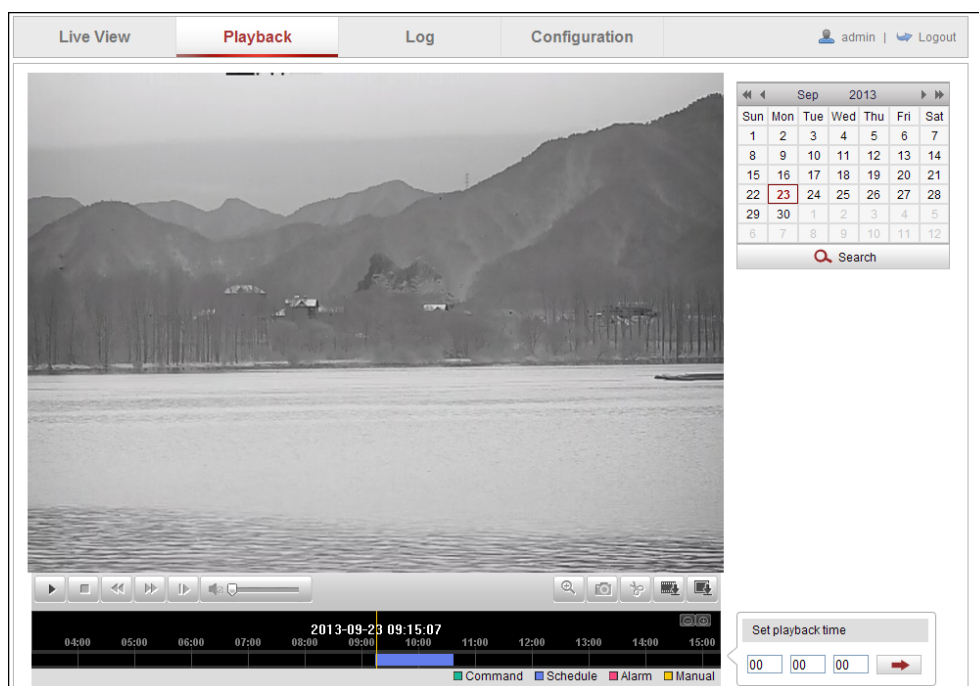 Live View Playback Log Configuration admin | Logout
Sep 2013
Sun Mon Tue Wed Thu Fri Sat
1 2 3 4 5 6 7
8 9 10 11 12 13 14
15 16 17 18 19 20 21
22 23 24 25 26 27 28
29 30 1 2 3 4 5
6 7 8 9 10 11 12
Search
2013-09-23 09:15:07
04:00 05:00 06:00 07:00 08:00 09:00 10:00 11:00 12:00 13:00 14:00 15:00
Command Schedule Alarm Manual
Set playback time
00 00 00